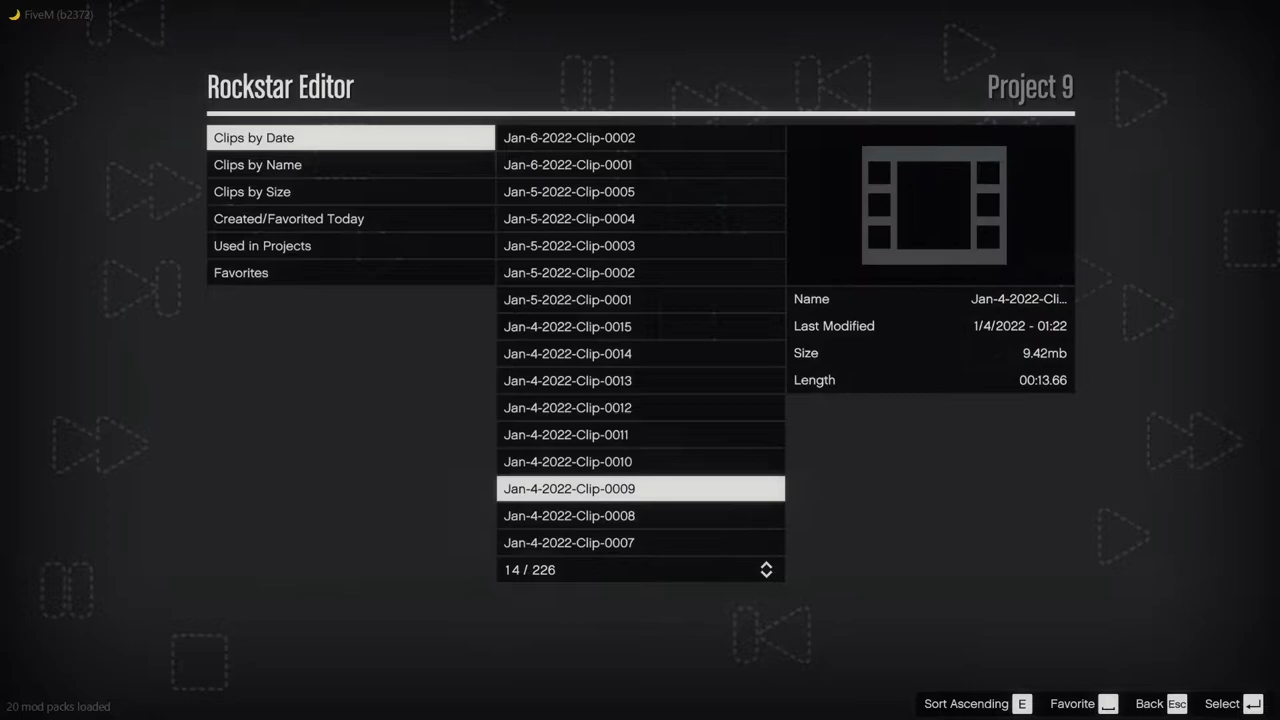 FiveM (b2372)
Rockstar Editor
Project 9
Clips by Date
Clips by Name
Clips by Size
Created/Favorited Today
Used in Projects
Favorites
Jan-6-2022-Clip-0002
Jan-6-2022-Clip-0001
Jan-5-2022-Clip-0005
Jan-5-2022-Clip-0004
Jan-5-2022-Clip-0003
Jan-5-2022-Clip-0002
Jan-5-2022-Clip-0001
Jan-4-2022-Clip-0015
Jan-4-2022-Clip-0014
Jan-4-2022-Clip-0013
Jan-4-2022-Clip-0012
Jan-4-2022-Clip-0011
Jan-4-2022-Clip-0010
Jan-4-2022-Clip-0009
Jan-4-2022-Clip-0008
Jan-4-2022-Clip-0007
14 / 226
Name Jan-4-2022-Cli...
Last Modified 1/4/2022 - 01:22
Size 9.42mb
Length 00:13.66
20 mod packs loaded
Sort Ascending E Favorite Back Esc Select